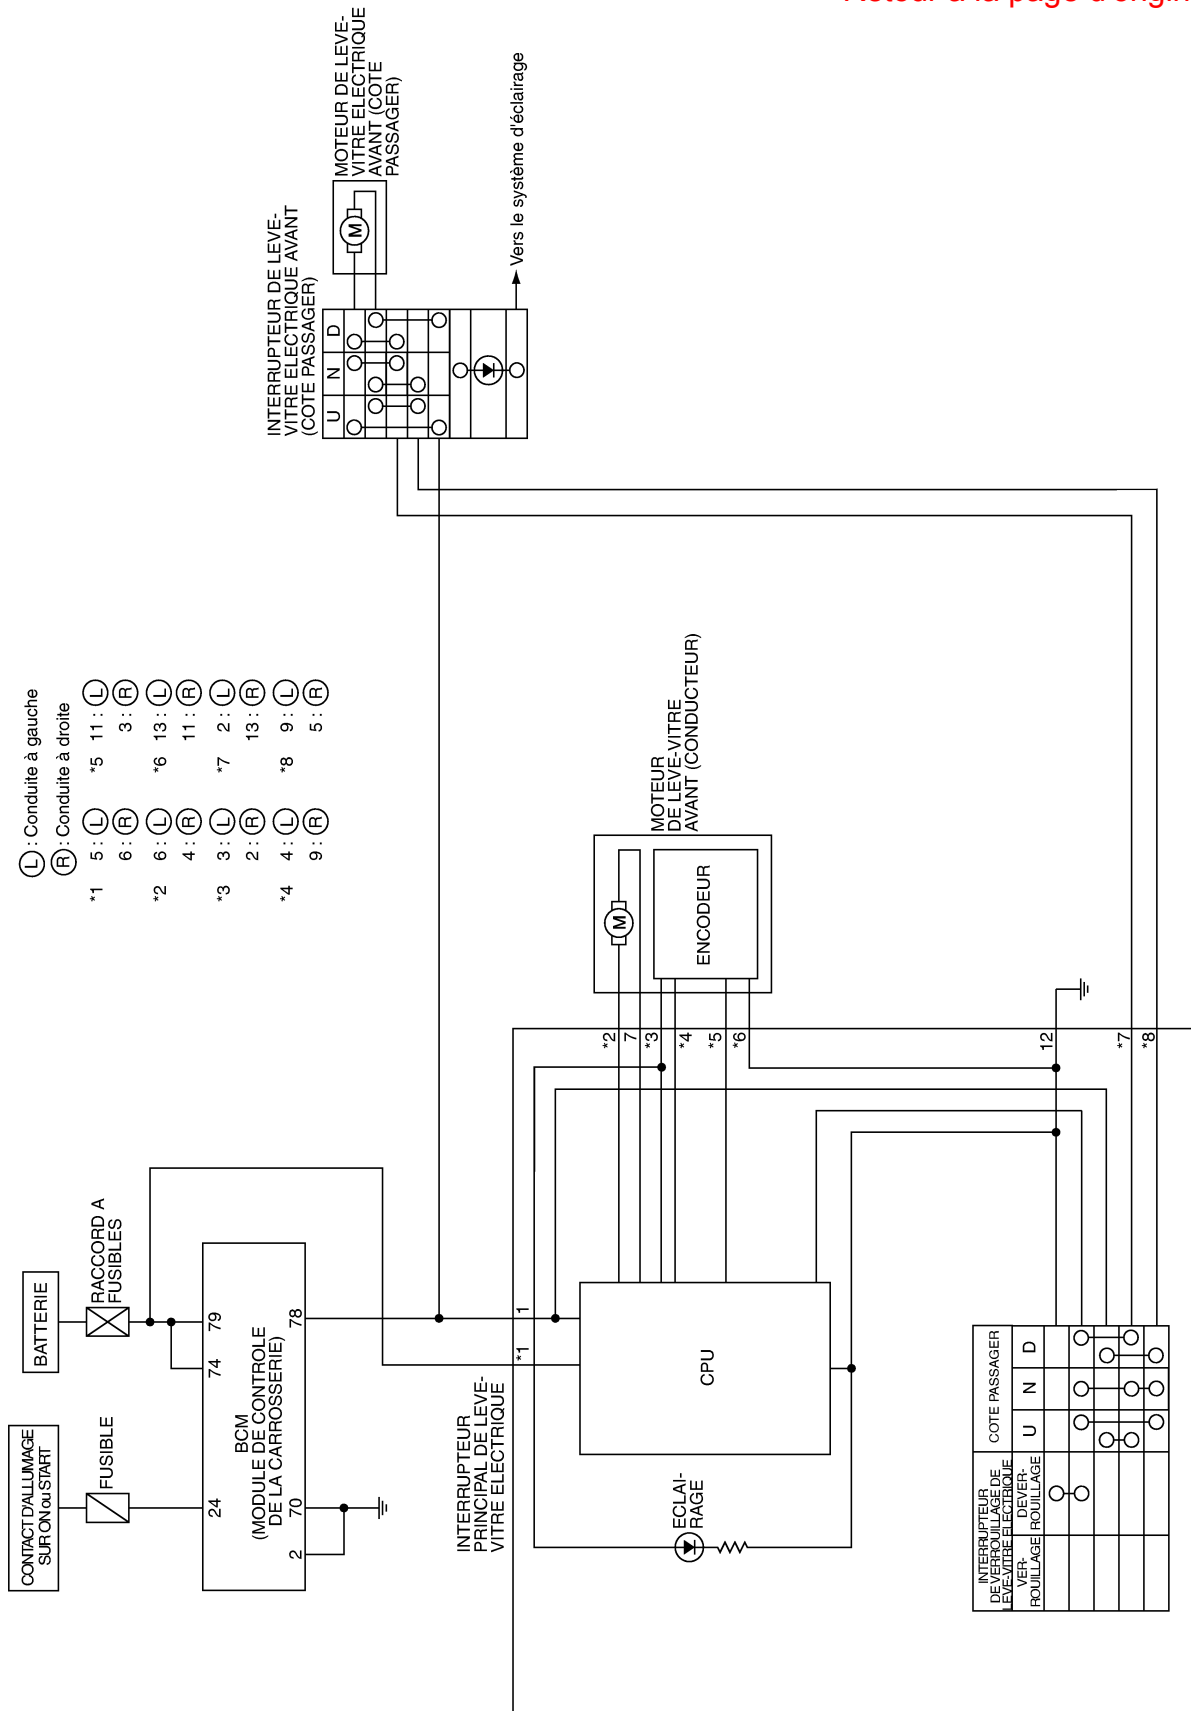 Retour à la page d'origin
BATTERIE
RACCORD A
FUSIBLES
CONTACT D'ALLUMAGE
SUR ON ou START
FUSIBLE
79
74
24
78
70
2
BCM
(MODULE DE CONTROLE
DE LA CARROSSERIE)
L : Conduite à gauche
R : Conduite à droite
*1 5 : L
6 : R
*2 6 : L
4 : R
*3 3 : L
2 : R
*4 4 : L
9 : R
*5 11 : L
3 : R
*6 13 : L
11 : R
*7 2 : L
13 : R
*8 9 : L
5 : R
INTERRUPTEUR DE LEVE-
VITRE ELECTRIQUE AVANT
(COTE PASSAGER)
U N D
MOTEUR DE LEVE-
VITRE ELECTRIQUE
AVANT (COTE
PASSAGER)
M
Vers le système d'éclairage
INTERRUPTEUR
PRINCIPAL DE LEVE-
VITRE ELECTRIQUE
*1
1
CPU
ECLAI-
RAGE
MOTEUR
DE LEVE-VITRE
AVANT (CONDUCTEUR)
M
ENCODEUR
*2
7
*3
*4
*5
*6
12
*7
*8
INTERRUPTEUR
DE VERROUILLAGE DE
LEVE-VITRE ELECTRIQUE
COTE PASSAGER
VER-
ROUILLAGE
DEVER-
ROUILLAGE
U N D